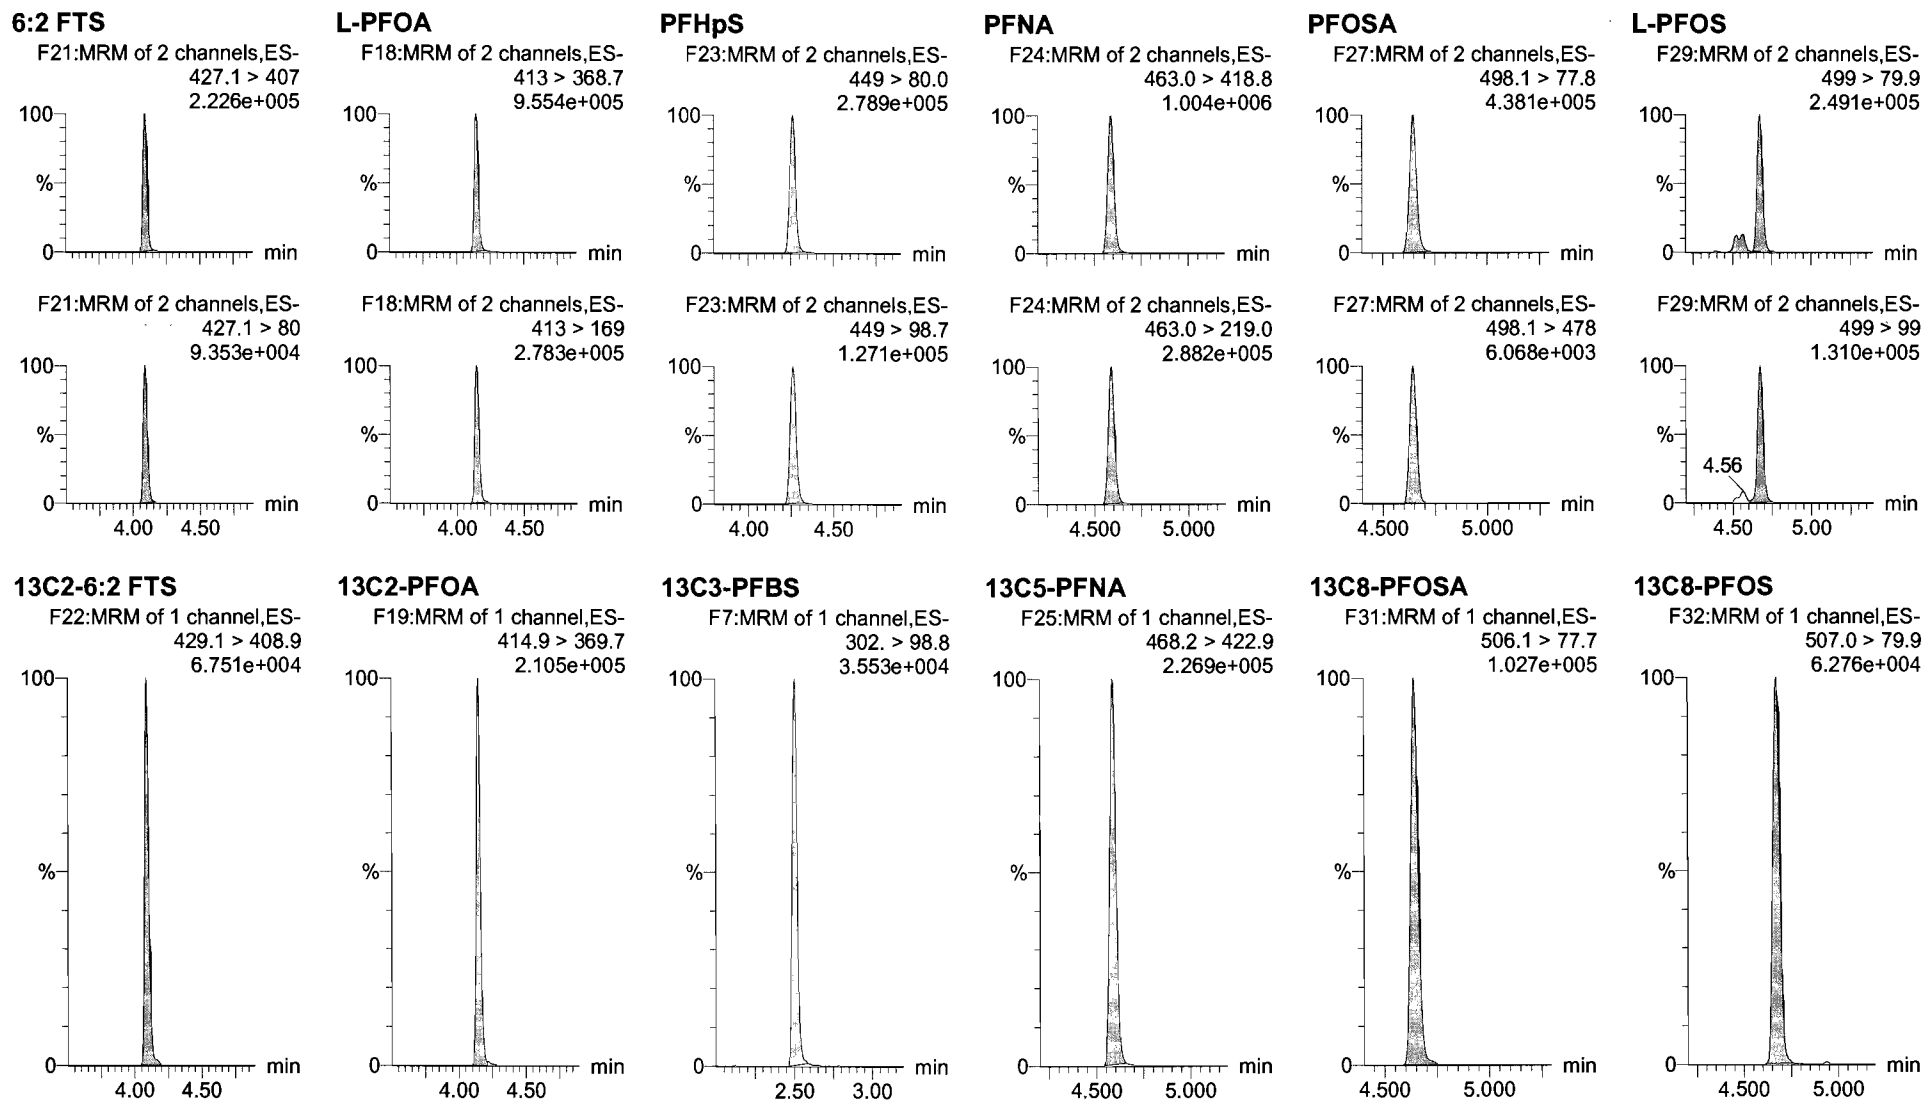 6:2 FTS
F21:MRM of 2 channels,ES-
427.1 > 407
2.226e+005
100
%
0
min
L-PFOA
F18:MRM of 2 channels,ES-
413 > 368.7
9.554e+005
100
%
0
min
PFHpS
F23:MRM of 2 channels,ES-
449 > 80.0
2.789e+005
100
%
0
min
PFNA
F24:MRM of 2 channels,ES-
463.0 > 418.8
1.004e+006
100
%
0
min
PFOSA
F27:MRM of 2 channels,ES-
498.1 > 77.8
4.381e+005
100
%
0
min
L-PFOS
F29:MRM of 2 channels,ES-
499 > 79.9
2.491e+005
100
%
0
min
F21:MRM of 2 channels,ES-
427.1 > 80
9.353e+004
100
%
0
min
4.00 4.50
F18:MRM of 2 channels,ES-
413 > 169
2.783e+005
100
%
0
min
4.00 4.50
F23:MRM of 2 channels,ES-
449 > 98.7
1.271e+005
100
%
0
min
4.00 4.50
F24:MRM of 2 channels,ES-
463.0 > 219.0
2.882e+005
100
%
0
min
4.500 5.000
F27:MRM of 2 channels,ES-
498.1 > 478
6.068e+003
100
%
0
min
4.500 5.000
F29:MRM of 2 channels,ES-
499 > 99
1.310e+005
100
%
4.56
0
min
4.50 5.00
13C2-6:2 FTS
F22:MRM of 1 channel,ES-
429.1 > 408.9
6.751e+004
100
%
0
min
4.00 4.50
13C2-PFOA
F19:MRM of 1 channel,ES-
414.9 > 369.7
2.105e+005
100
%
0
min
4.00 4.50
13C3-PFBS
F7:MRM of 1 channel,ES-
302. > 98.8
3.553e+004
100
%
0
min
2.50 3.00
13C5-PFNA
F25:MRM of 1 channel,ES-
468.2 > 422.9
2.269e+005
100
%
0
min
4.500 5.000
13C8-PFOSA
F31:MRM of 1 channel,ES-
506.1 > 77.7
1.027e+005
100
%
0
min
4.500 5.000
13C8-PFOS
F32:MRM of 1 channel,ES-
507.0 > 79.9
6.276e+004
100
%
0
min
4.500 5.000